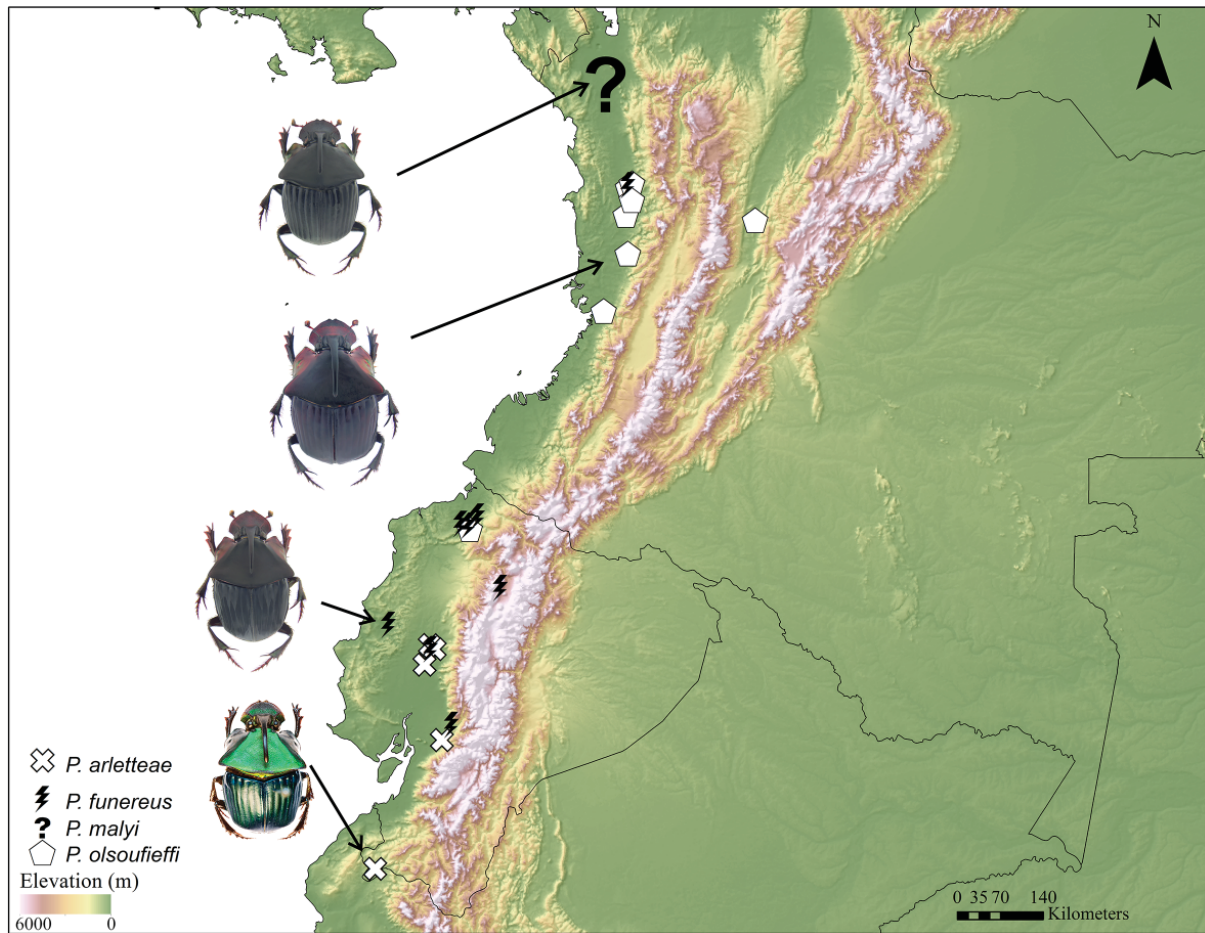 N
?
P. arletteae
P. funereus
? P. malyi
P. olsoufieffi
Elevation (m)
6000 0
0 35 70 140
Kilometers